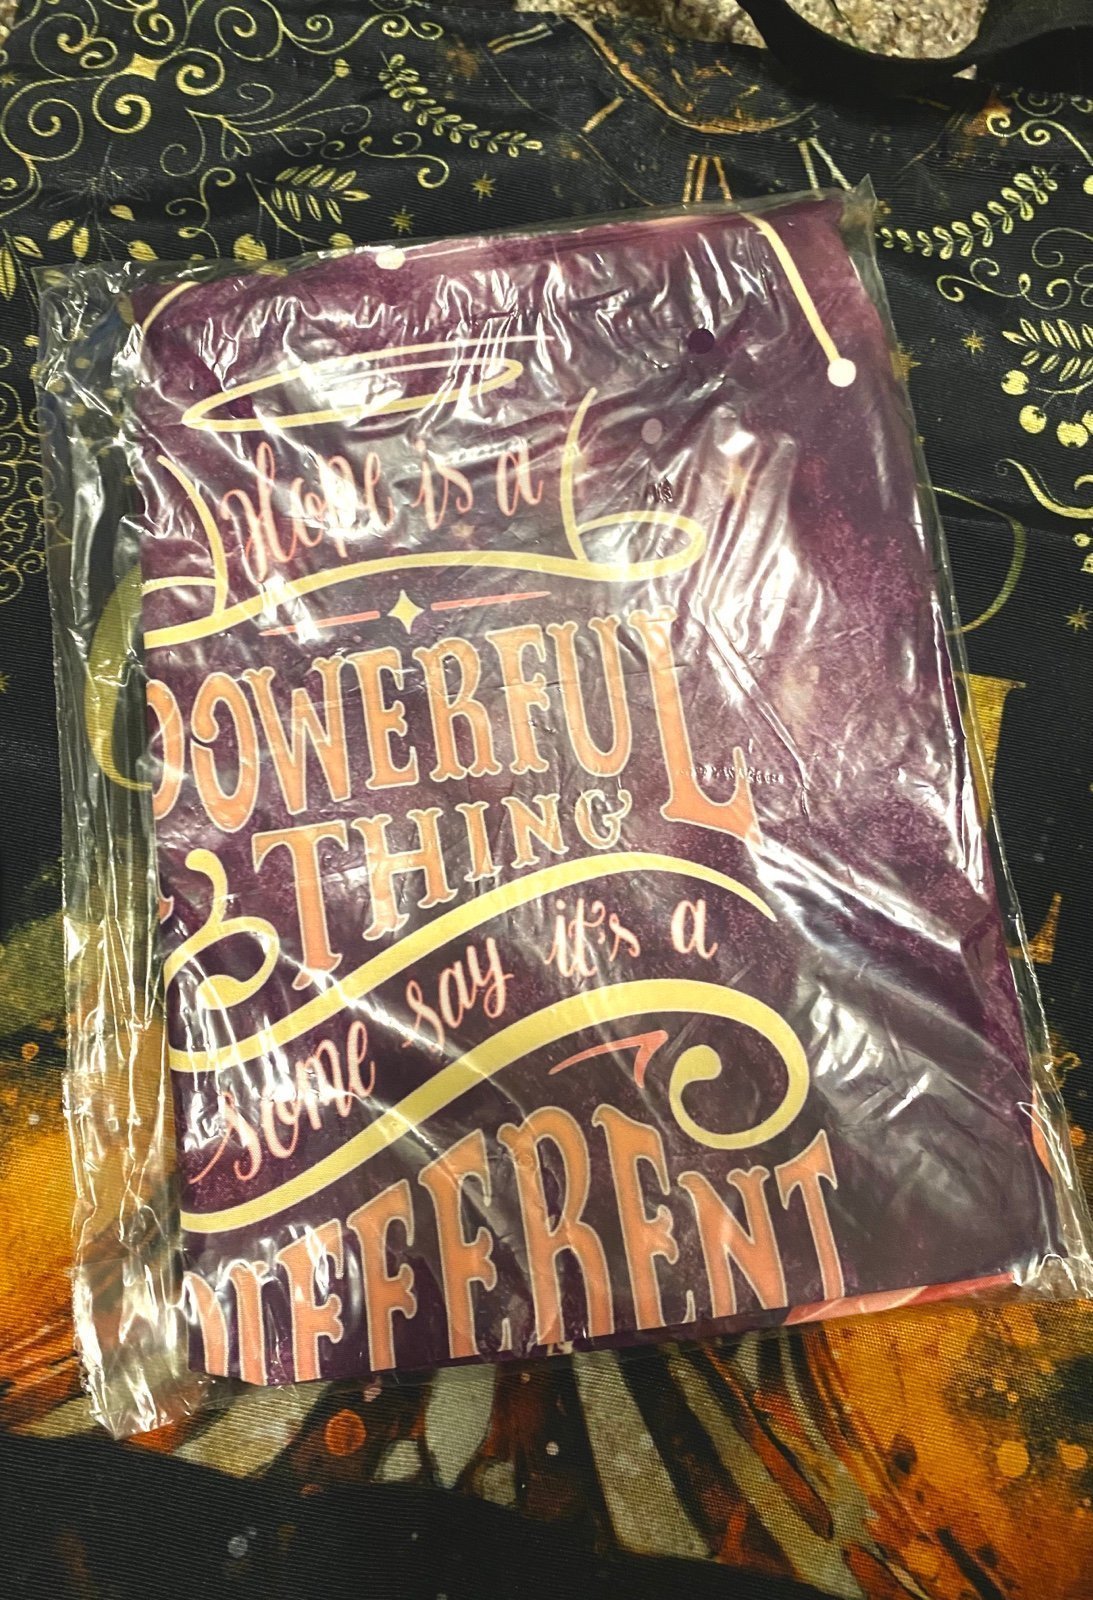 Hope is a
POWERFUL
THING
some say it's a
DIFFERENT